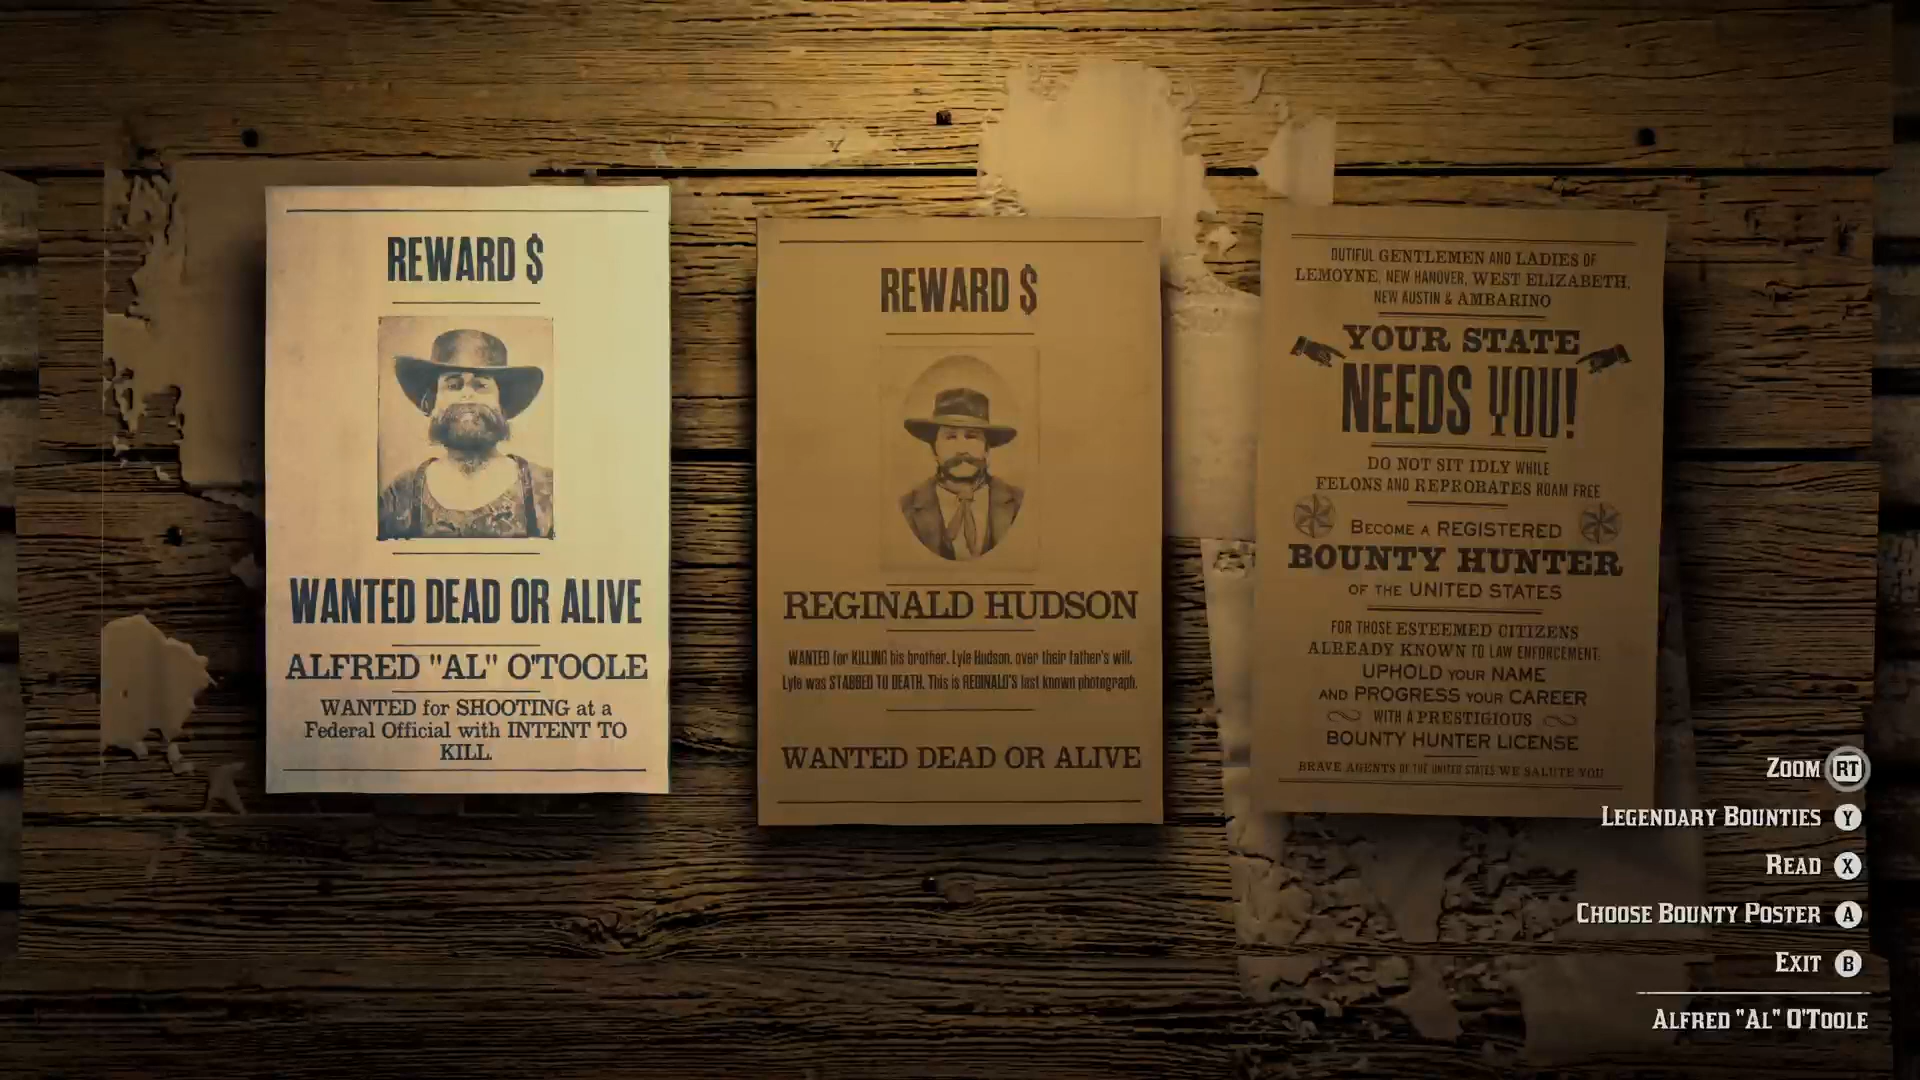 REWARD $
WANTED DEAD OR ALIVE
ALFRED "AL" O'TOOLE
WANTED for SHOOTING at a
Federal Official with INTENT TO
KILL.
REWARD $
REGINALD HUDSON
WANTED for KILLING his brother, Lyle Hudson, over their father's will.
Lyle was STABBED TO DEATH. This is REGINALD'S last known photograph.
WANTED DEAD OR ALIVE
DUTIFUL GENTLEMEN AND LADIES OF
LEMOYNE, NEW HANOVER, WEST ELIZABETH,
NEW AUSTIN & AMBARINO
YOUR STATE
NEEDS YOU!
DO NOT SIT IDLY WHILE
FELONS AND REPROBATES ROAM FREE
BECOME A REGISTERED
BOUNTY HUNTER
OF THE UNITED STATES
FOR THOSE ESTEEMED CITIZENS
ALREADY KNOWN TO LAW ENFORCEMENT:
UPHOLD YOUR NAME
AND PROGRESS YOUR CAREER
WITH A PRESTIGIOUS
BOUNTY HUNTER LICENSE
BRAVE AGENTS OF THE UNITED STATES WE SALUTE YOU
ZOOM RT
LEGENDARY BOUNTIES Y
READ X
CHOOSE BOUNTY POSTER A
EXIT B
ALFRED "AL" O'TOOLE